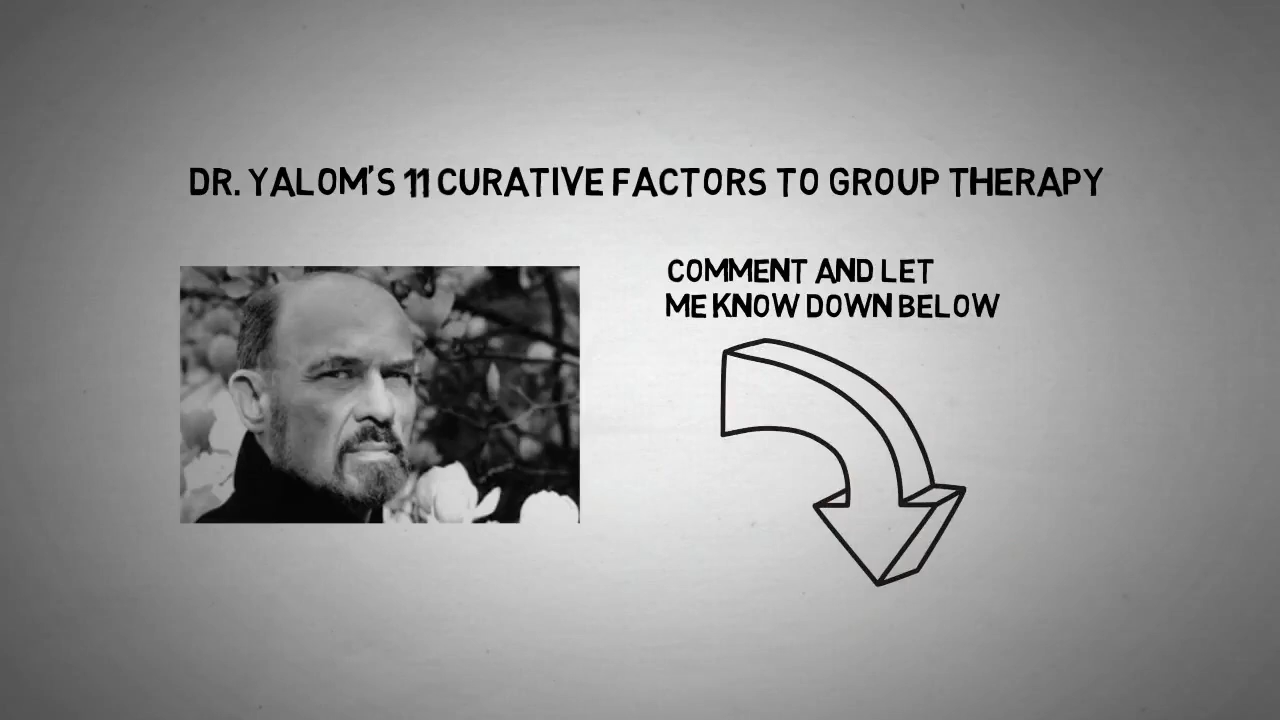 DR. YALOM'S 11 CURATIVE FACTORS TO GROUP THERAPY
COMMENT AND LET
ME KNOW DOWN BELOW